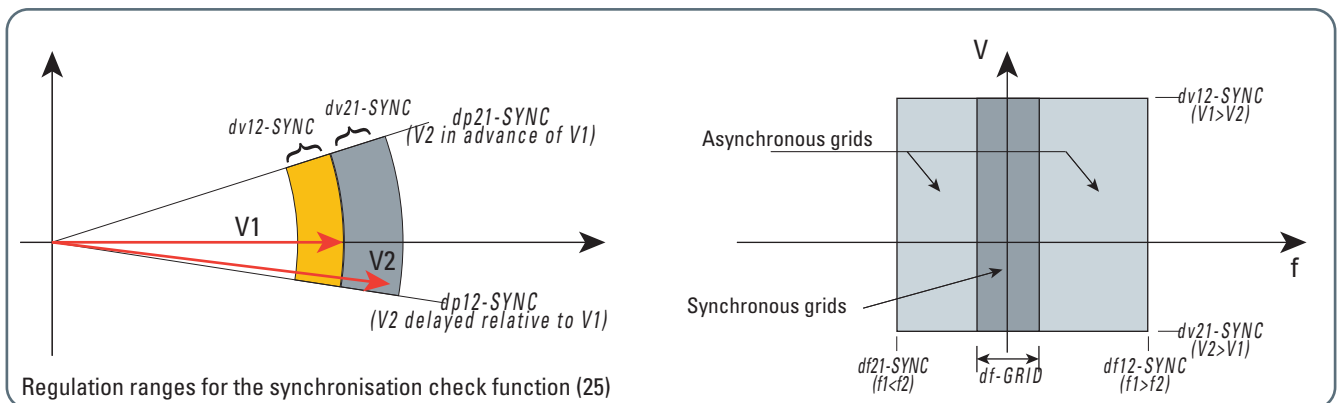 dv12-SYNC
dv21-SYNC
dp21-SYNC
(V2 in advance of V1)
V1
V2
dp12-SYNC
(V2 delayed relative to V1)
Regulation ranges for the synchronisation check function (25)
V
dv12-SYNC
(V1>V2)
Asynchronous grids
f
Synchronous grids
dv21-SYNC
(V2>V1)
df21-SYNC
(f1<f2)
df-GRID
df12-SYNC
(f1>f2)